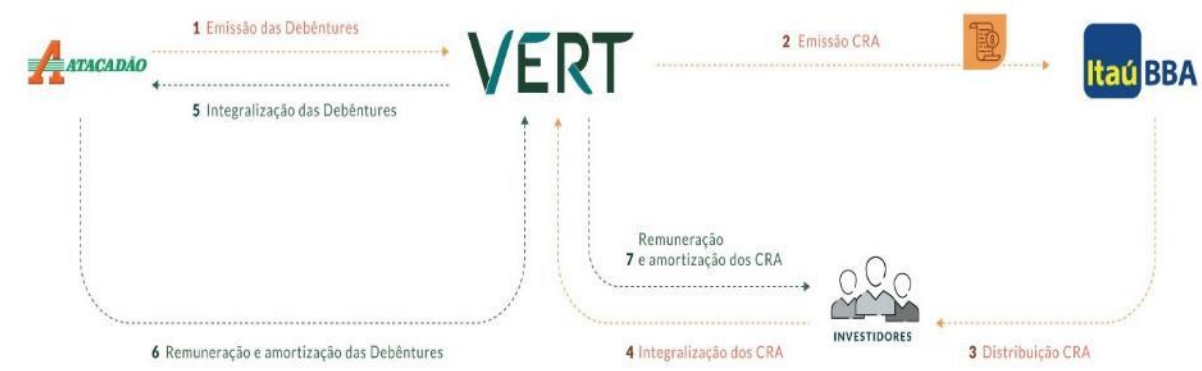 1 Emissão das Debêntures
2 Emissão CRA
ATACADÃO
VERT
Itaú BBA
5 Integralização das Debêntures
Remuneração
7 e amortização dos CRA
INVESTIDORES
6 Remuneração e amortização das Debêntures
4 Integralização dos CRA
3 Distribuição CRA